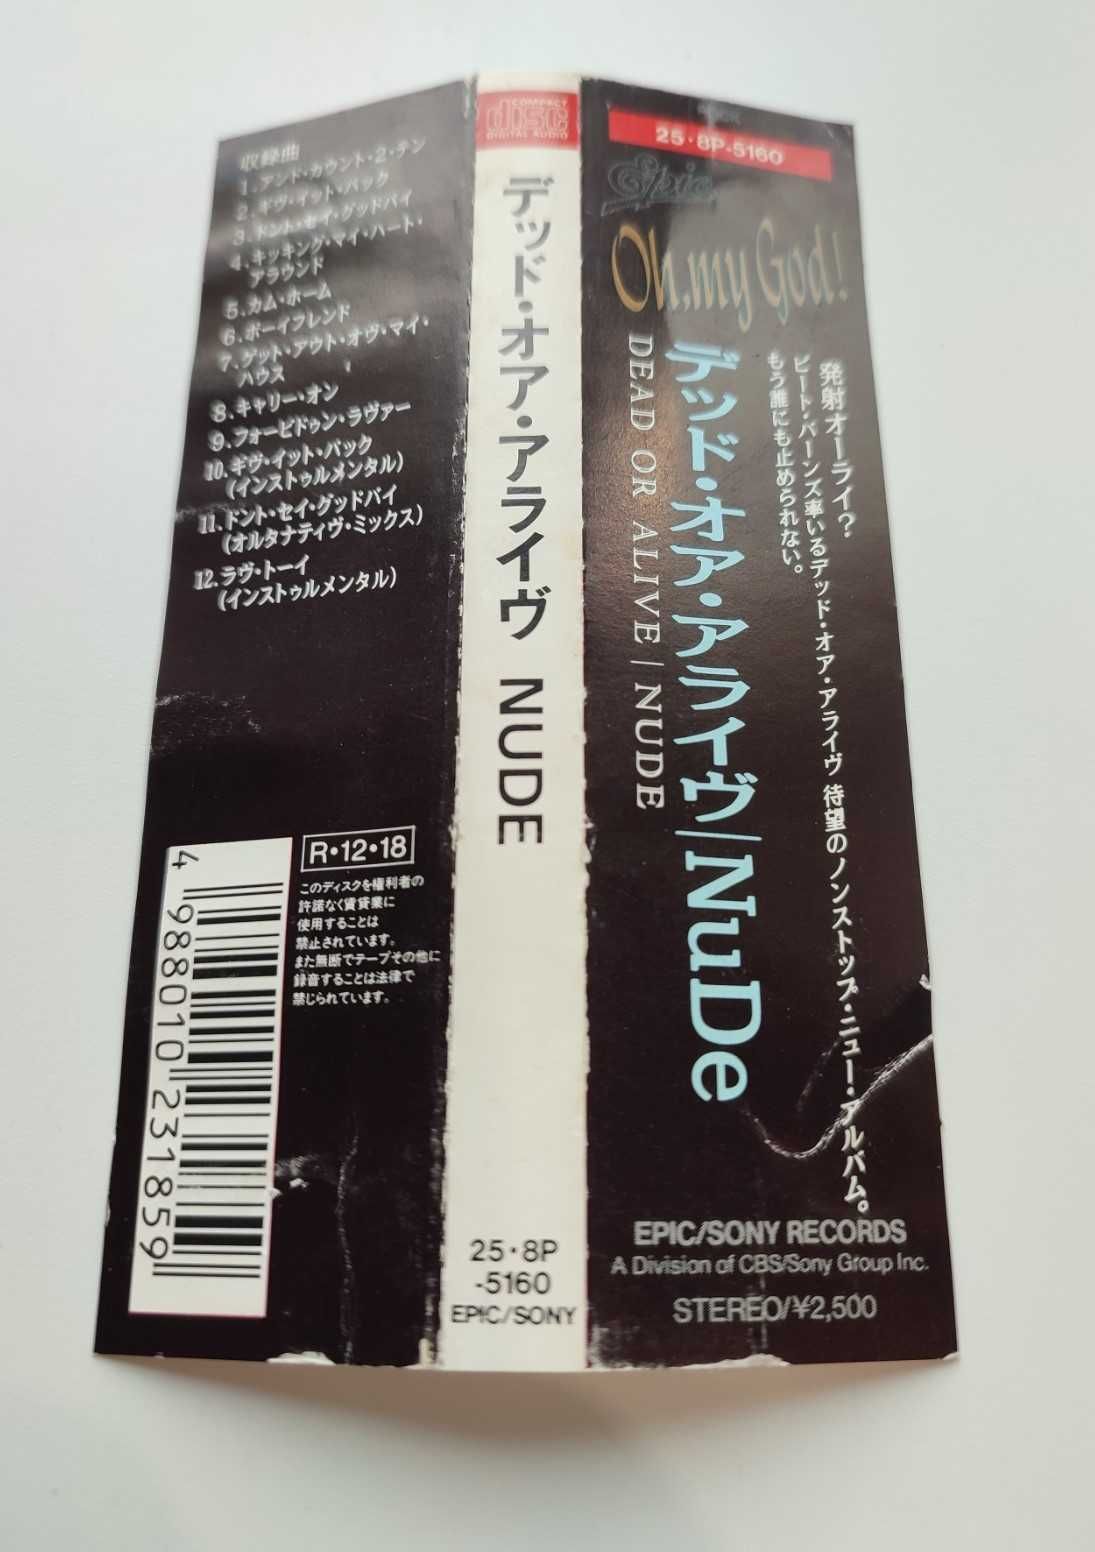 収録曲
1. アンド・カウント・2・テン
2. ギヴ・イット・バック
3. ドント・セイ・グッドバイ
4. キッキング・マイ・ハート・
アラウンド
5. カム・ホーム
6. ボーイフレンド
7. ゲット・アウト・オヴ・マイ・
ハウス
8. キャリー・オン
9. フォービドゥン・ラヴァー
10. ギヴ・イット・バック
(インストゥルメンタル)
11. ドント・セイ・グッドバイ
(オルタナティヴ・ミックス)
12. ラヴ・トーイ
(インストゥルメンタル)
R・12・18
このディスクを権利者の
許諾なく賃貸業に
使用することは
禁止されています。
また無断でテープその他に
録音することは法律で
禁じられています。
4 988010 231859
COMPACT
disc
DIGITAL AUDIO
デッド・オア・アライヴ NUDE
25・8P
-5160
EPIC/SONY
25・8P-5160
Epic
Oh, my God!
発射オーライ?
ピート・バーンズ率いるデッド・オア・アライヴ 待望のノンストップ・ニュー・アルバム。
もう誰にも止められない。
デッド・オア・アライヴ/NuDe
DEAD OR ALIVE/NUDE
EPIC/SONY RECORDS
A Division of CBS/Sony Group Inc.
STEREO/¥2,500